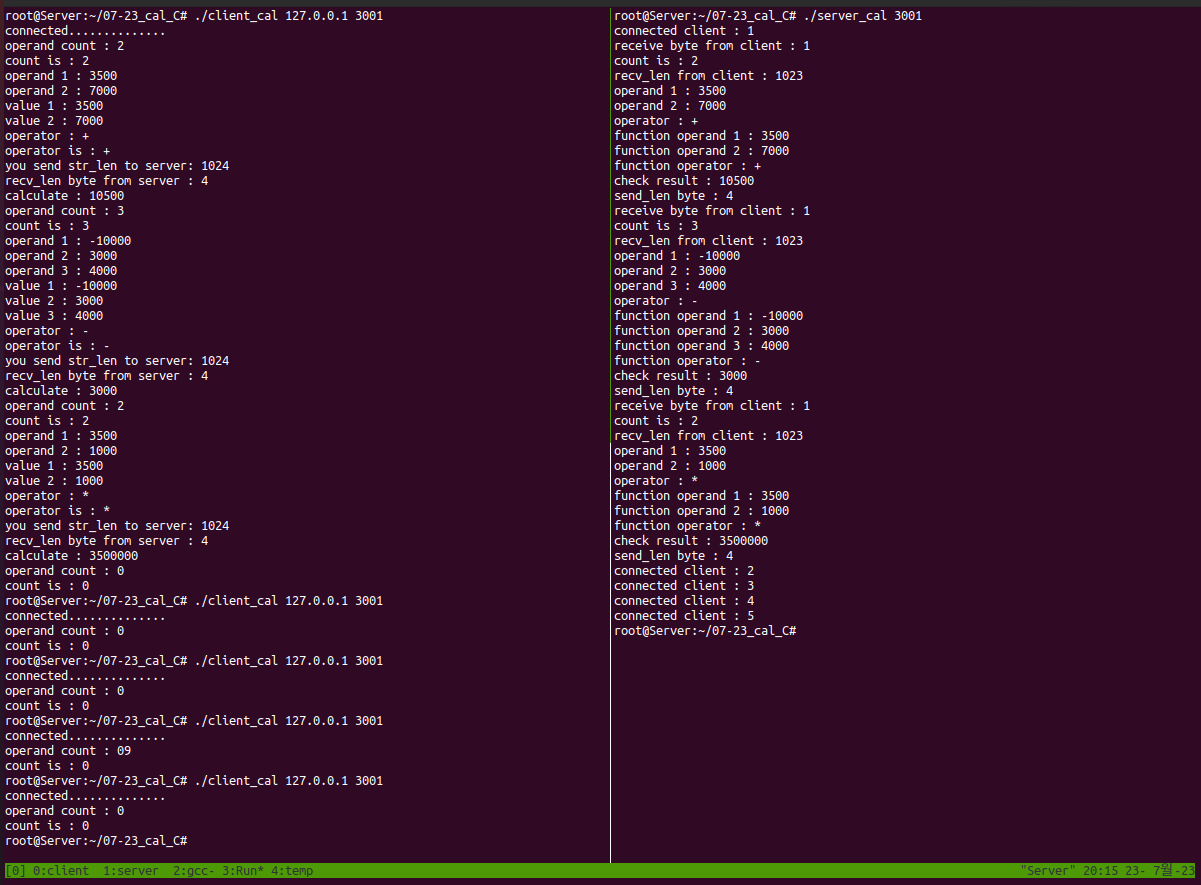 root@Server:~/07-23_cal_C# ./client_cal 127.0.0.1 3001
connected..............
operand count : 2
count is : 2
operand 1 : 3500
operand 2 : 7000
value 1 : 3500
value 2 : 7000
operator : +
operator is : +
you send str_len to server: 1024
recv_len byte from server : 4
calculate : 10500
operand count : 3
count is : 3
operand 1 : -10000
operand 2 : 3000
operand 3 : 4000
value 1 : -10000
value 2 : 3000
value 3 : 4000
operator : -
operator is : -
you send str_len to server: 1024
recv_len byte from server : 4
calculate : 3000
operand count : 2
count is : 2
operand 1 : 3500
operand 2 : 1000
value 1 : 3500
value 2 : 1000
operator : *
operator is : *
you send str_len to server: 1024
recv_len byte from server : 4
calculate : 3500000
operand count : 0
count is : 0
root@Server:~/07-23_cal_C# ./client_cal 127.0.0.1 3001
connected..............
operand count : 0
count is : 0
root@Server:~/07-23_cal_C# ./client_cal 127.0.0.1 3001
connected..............
operand count : 0
count is : 0
root@Server:~/07-23_cal_C# ./client_cal 127.0.0.1 3001
connected..............
operand count : 09
count is : 0
root@Server:~/07-23_cal_C# ./client_cal 127.0.0.1 3001
connected..............
operand count : 0
count is : 0
root@Server:~/07-23_cal_C#
root@Server:~/07-23_cal_C# ./server_cal 3001
connected client : 1
receive byte from client : 1
count is : 2
recv_len from client : 1023
operand 1 : 3500
operand 2 : 7000
operator : +
function operand 1 : 3500
function operand 2 : 7000
function operator : +
check result : 10500
send_len byte : 4
receive byte from client : 1
count is : 3
recv_len from client : 1023
operand 1 : -10000
operand 2 : 3000
operand 3 : 4000
operator : -
function operand 1 : -10000
function operand 2 : 3000
function operand 3 : 4000
function operator : -
check result : 3000
send_len byte : 4
receive byte from client : 1
count is : 2
recv_len from client : 1023
operand 1 : 3500
operand 2 : 1000
operator : *
function operand 1 : 3500
function operand 2 : 1000
function operator : *
check result : 3500000
send_len byte : 4
connected client : 2
connected client : 3
connected client : 4
connected client : 5
root@Server:~/07-23_cal_C#
[0] 0:client 1:server 2:gcc- 3:Run* 4:temp "Server" 20:15 23- 7월-23